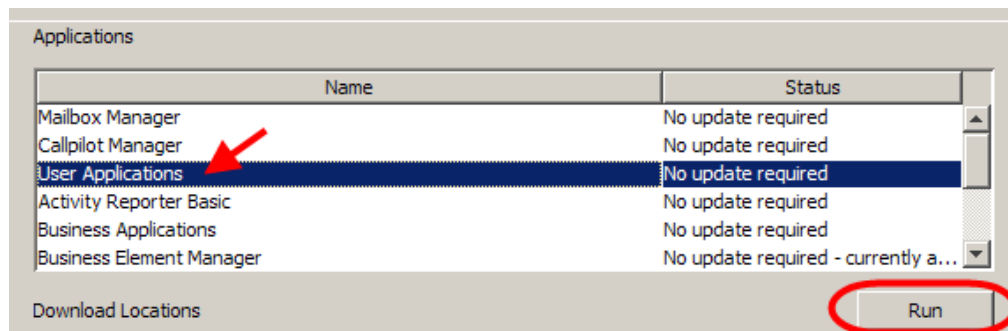 Applications
Name Status
Mailbox Manager No update required
Callpilot Manager No update required
User Applications No update required
Activity Reporter Basic No update required
Business Applications No update required
Business Element Manager No update required - currently a...
Download Locations Run